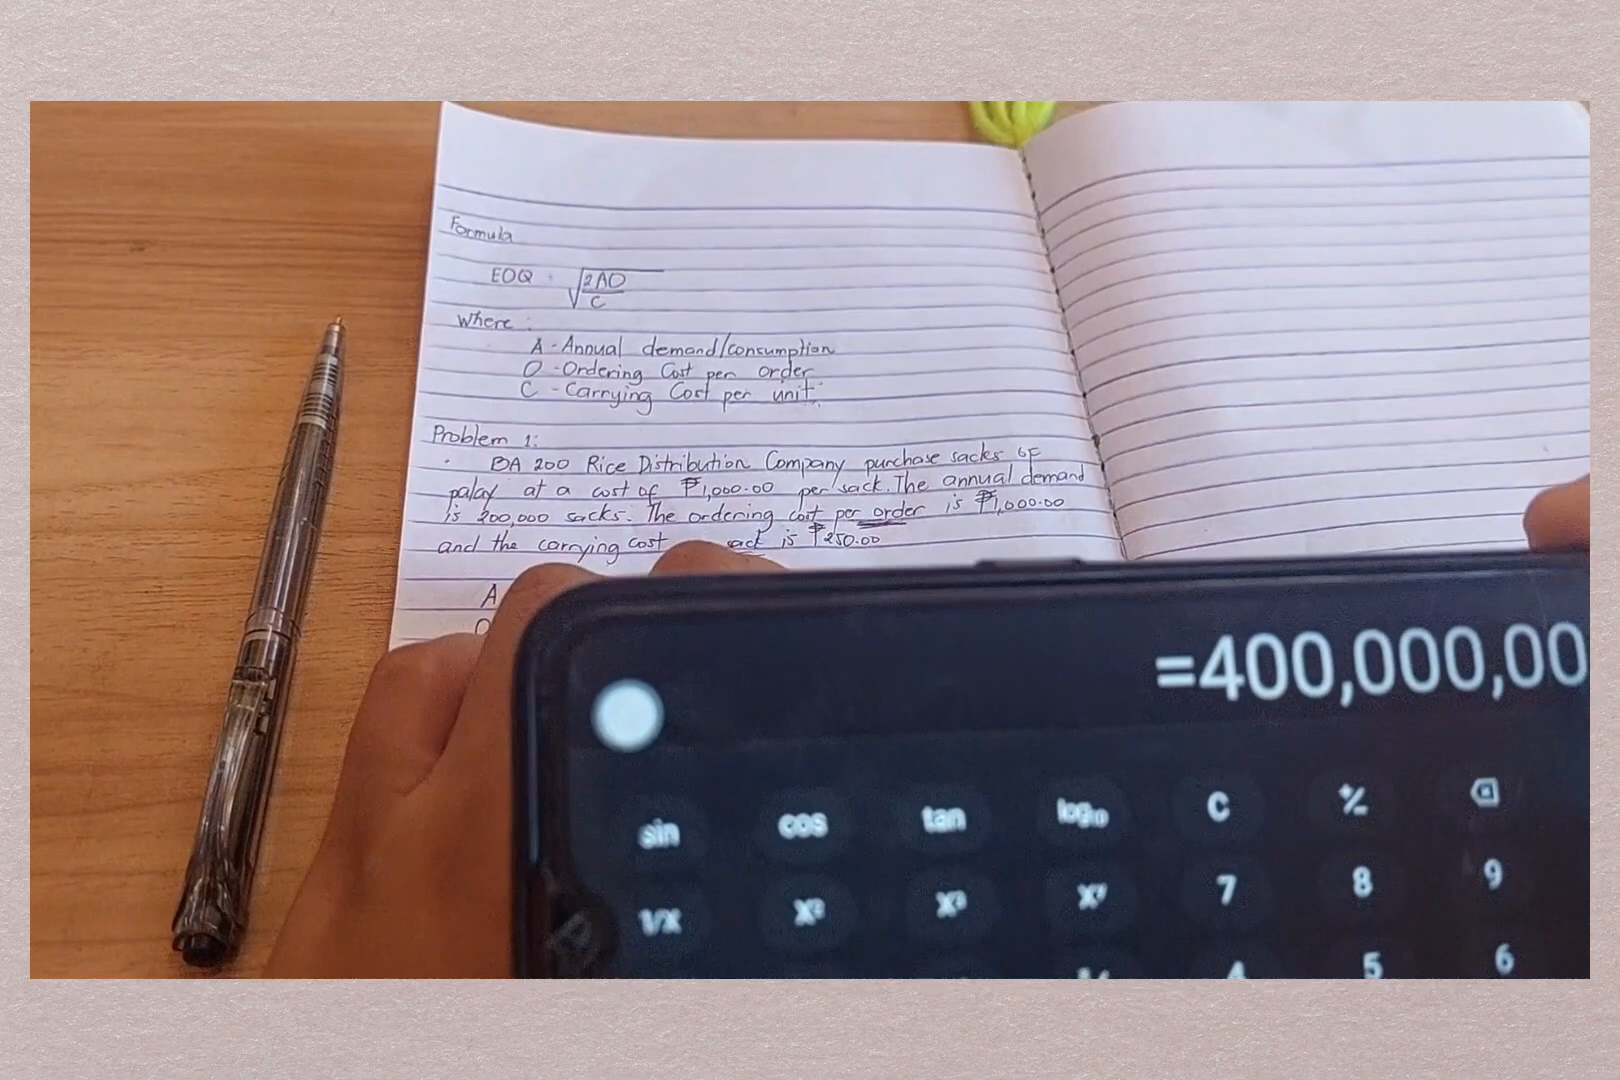 Formula
EOQ = √2AO
C
Where :
A - Annual demand/consumption
O - Ordering Cost per order
C - Carrying Cost per unit
Problem 1:
BA 200 Rice Distribution Company purchase sacks of
palay at a cost of ₱1,000.00 per sack. The annual demand
is 200,000 sacks. The ordering cost per order is ₱1,000.00
and the carrying cost sack is ₱250.00
A
O
=400,000,00
sin cos tan log10 C +/-
1/x X² X³ Xʸ 7 8 9
4 5 6